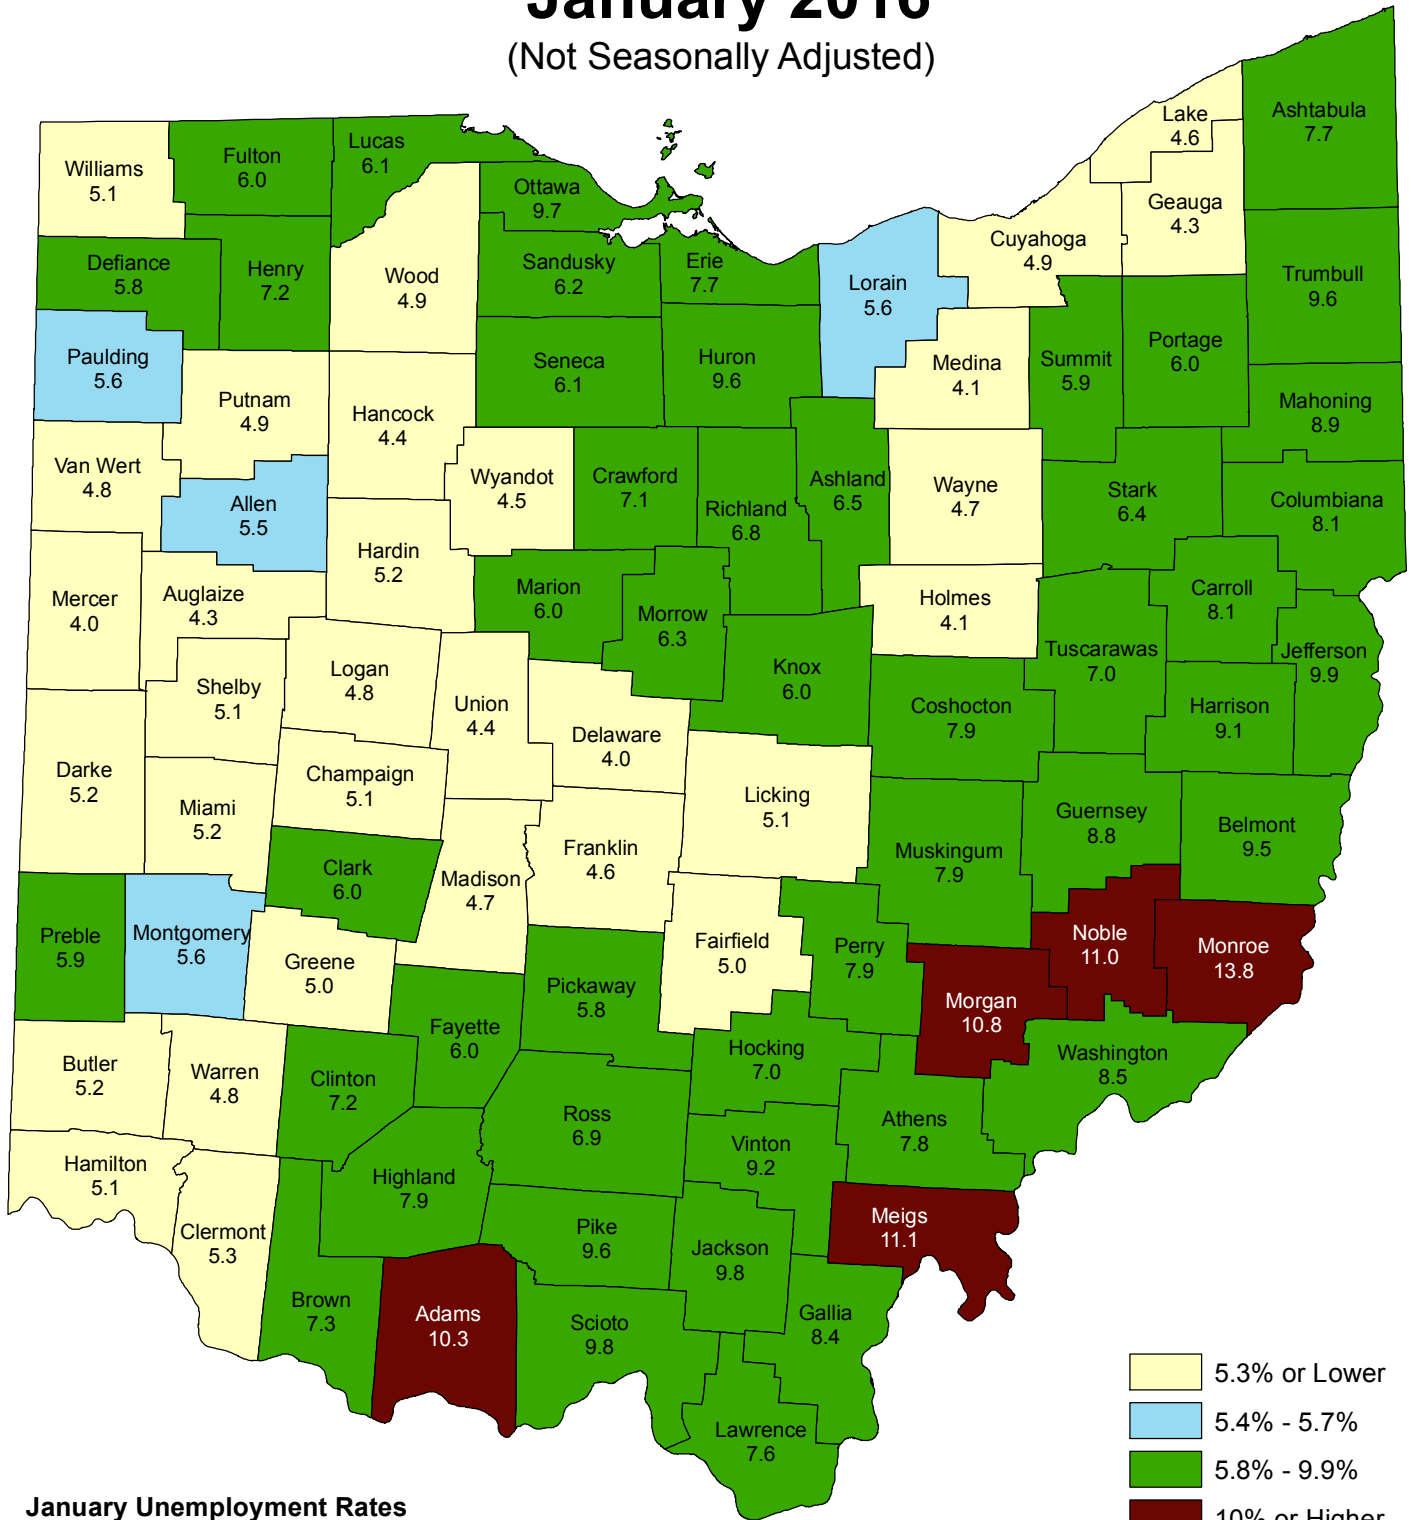 January 2016
(Not Seasonally Adjusted)
Lake
4.6
Ashtabula
7.7
Williams
5.1
Fulton
6.0
Lucas
6.1
Ottawa
9.7
Geauga
4.3
Cuyahoga
4.9
Defiance
5.8
Henry
7.2
Wood
4.9
Sandusky
6.2
Erie
7.7
Lorain
5.6
Trumbull
9.6
Paulding
5.6
Putnam
4.9
Hancock
4.4
Seneca
6.1
Huron
9.6
Medina
4.1
Summit
5.9
Portage
6.0
Mahoning
8.9
Van Wert
4.8
Allen
5.5
Wyandot
4.5
Crawford
7.1
Richland
6.8
Ashland
6.5
Wayne
4.7
Stark
6.4
Columbiana
8.1
Mercer
4.0
Auglaize
4.3
Hardin
5.2
Marion
6.0
Morrow
6.3
Holmes
4.1
Carroll
8.1
Tuscarawas
7.0
Jefferson
9.9
Shelby
5.1
Logan
4.8
Union
4.4
Knox
6.0
Coshocton
7.9
Harrison
9.1
Delaware
4.0
Darke
5.2
Miami
5.2
Champaign
5.1
Licking
5.1
Guernsey
8.8
Belmont
9.5
Clark
6.0
Madison
4.7
Franklin
4.6
Muskingum
7.9
Preble
5.9
Montgomery
5.6
Greene
5.0
Fairfield
5.0
Perry
7.9
Noble
11.0
Monroe
13.8
Pickaway
5.8
Morgan
10.8
Fayette
6.0
Hocking
7.0
Washington
8.5
Butler
5.2
Warren
4.8
Clinton
7.2
Ross
6.9
Athens
7.8
Vinton
9.2
Hamilton
5.1
Highland
7.9
Clermont
5.3
Pike
9.6
Jackson
9.8
Meigs
11.1
Brown
7.3
Adams
10.3
Scioto
9.8
Gallia
8.4
Lawrence
7.6
5.3% or Lower
5.4% - 5.7%
5.8% - 9.9%
10% or Higher
January Unemployment Rates